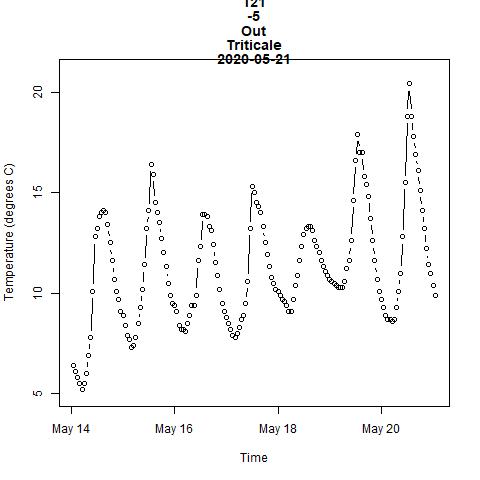 121
-5
Out
Triticale
2020-05-21
20
15
10
5
Temperature (degrees C)
May 14
May 16
May 18
May 20
Time